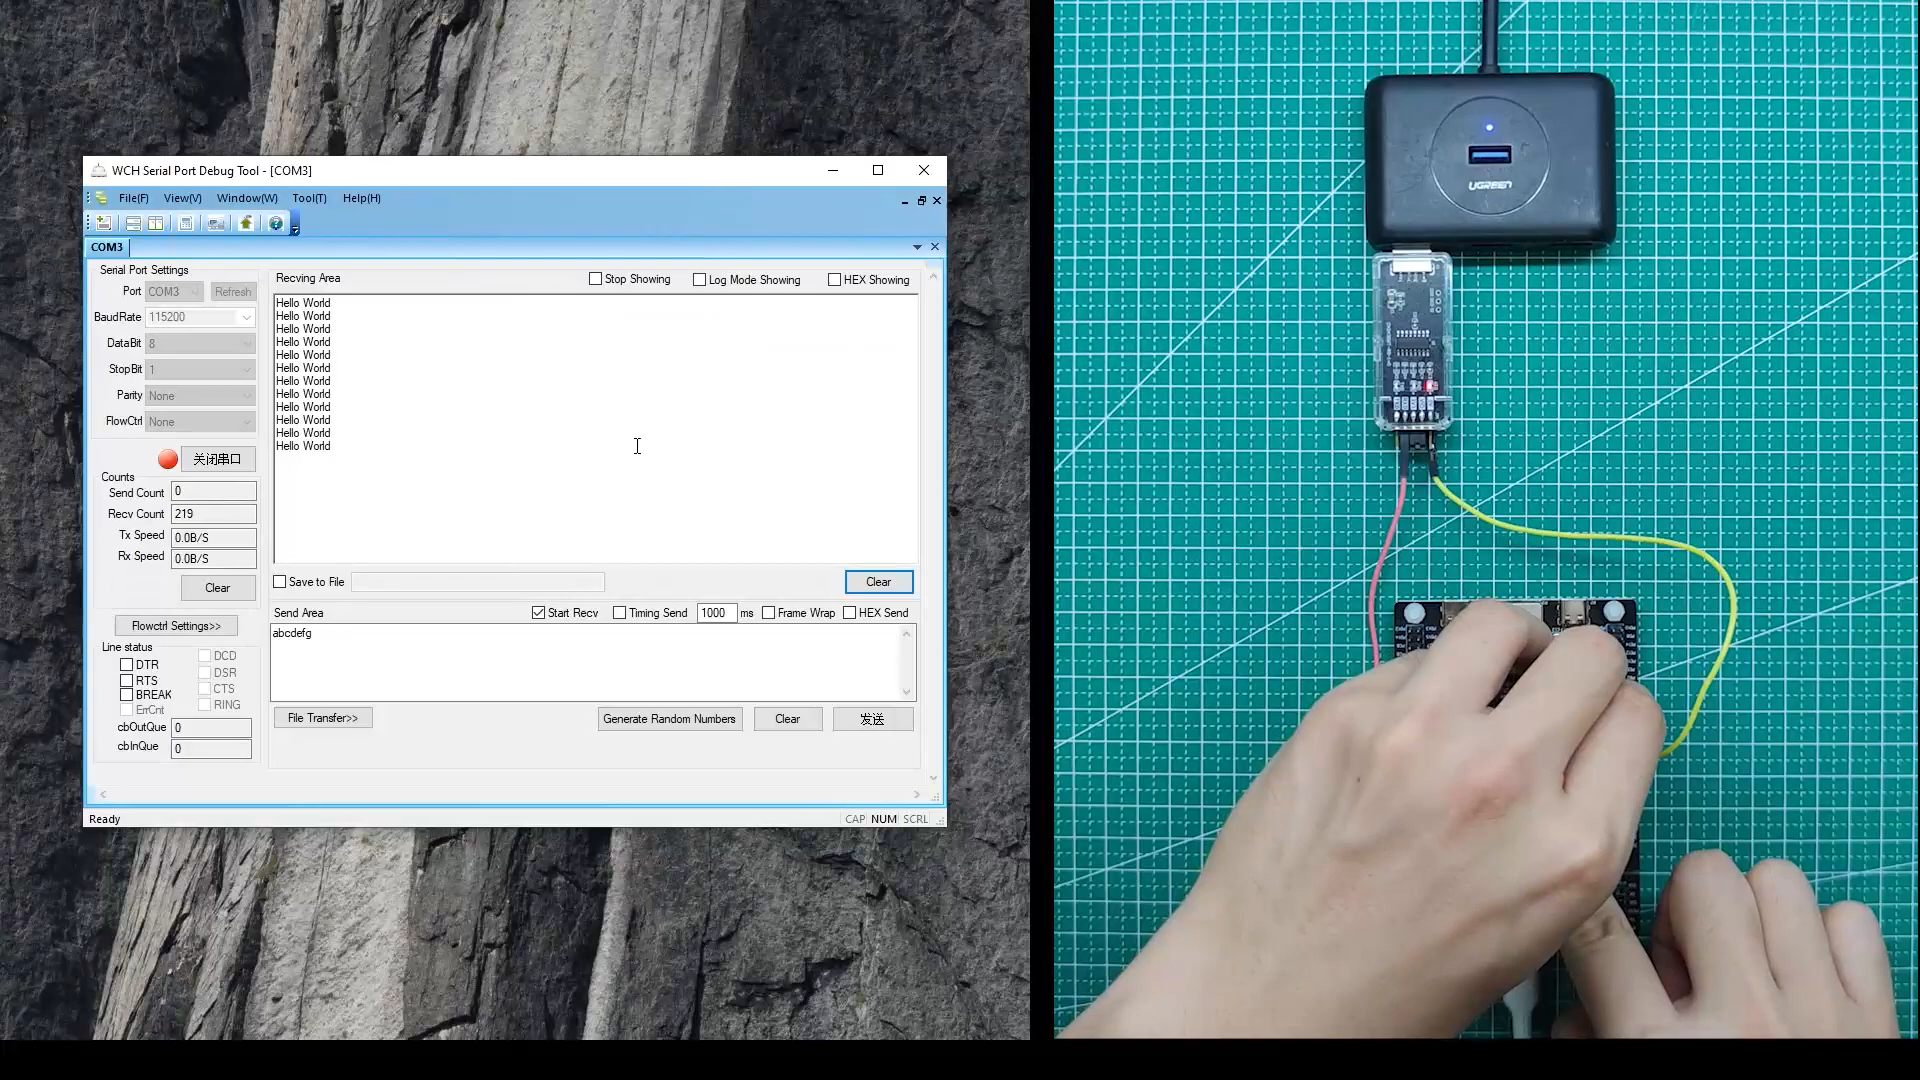 WCH Serial Port Debug Tool - [COM3]
File(F) View(V) Window(W) Tool(T) Help(H)
COM3
Serial Port Settings
Port COM3 Refresh
BaudRate 115200
DataBit 8
StopBit 1
Parity None
FlowCtrl None
关闭串口
Counts
Send Count 0
Recv Count 219
Tx Speed 0.0B/S
Rx Speed 0.0B/S
Clear
Flowctrl Settings>>
Line status
DTR DCD
RTS DSR
BREAK CTS
ErrCnt RING
cbOutQue 0
cbInQue 0
Recving Area Stop Showing Log Mode Showing HEX Showing
Hello World
Hello World
Hello World
Hello World
Hello World
Hello World
Hello World
Hello World
Hello World
Hello World
Hello World
Hello World
Save to File Clear
Send Area Start Recv Timing Send 1000 ms Frame Wrap HEX Send
abcdefg
File Transfer>> Generate Random Numbers Clear 发送
Ready CAP NUM SCRL
UGREEN